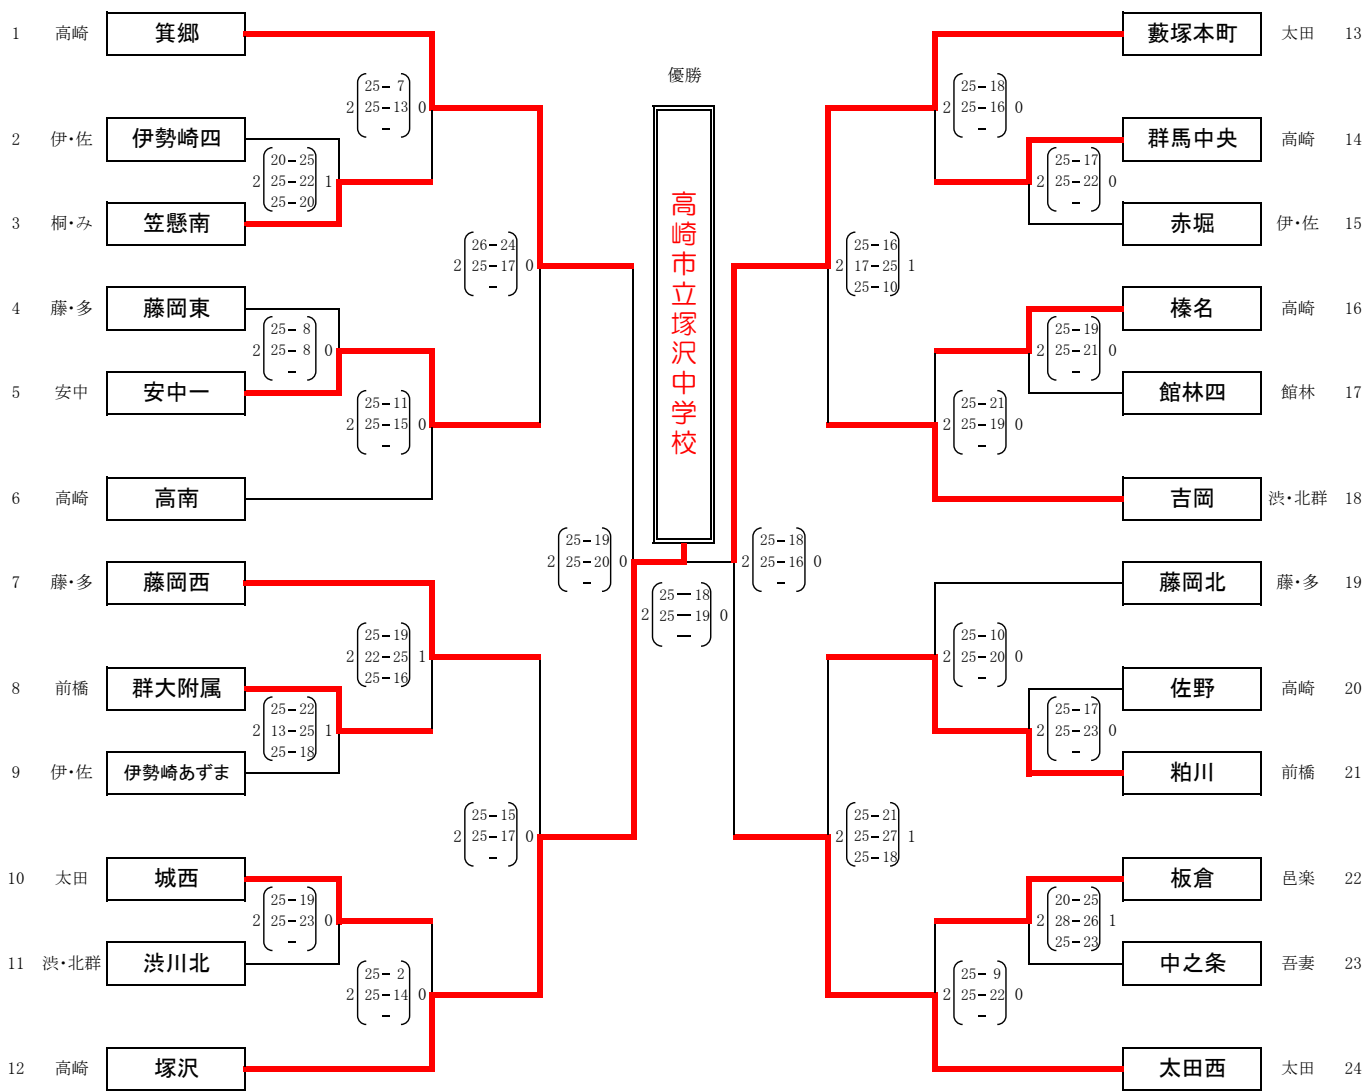 1 高崎 箕郷
2 伊・佐 伊勢崎四
3 桐・み 笠懸南
4 藤・多 藤岡東
5 安中 安中一
6 高崎 高南
7 藤・多 藤岡西
8 前橋 群大附属
9 伊・佐 伊勢崎あずま
10 太田 城西
11 渋・北群 渋川北
12 高崎 塚沢
25-7
2 25-13 0
-
20-25
2 25-22 1
25-20
26-24
2 25-17 0
-
25-8
2 25-8 0
-
25-11
2 25-15 0
-
25-19
2 25-20 0
-
25-19
2 22-25 1
25-16
25-22
2 13-25 1
25-18
25-15
2 25-17 0
-
25-19
2 25-23 0
-
25-2
2 25-14 0
-
優勝
高崎市立塚沢中学校
25-18
2 25-19 0
-
25-18
2 25-16 0
-
25-17
2 25-22 0
-
25-16
2 17-25 1
25-10
25-19
2 25-21 0
-
25-21
2 25-19 0
-
25-18
2 25-16 0
-
25-10
2 25-20 0
-
25-17
2 25-23 0
-
25-21
2 25-27 1
25-18
20-25
2 28-26 1
25-23
25-9
2 25-22 0
-
藪塚本町 太田 13
群馬中央 高崎 14
赤堀 伊・佐 15
榛名 高崎 16
館林四 館林 17
吉岡 渋・北群 18
藤岡北 藤・多 19
佐野 高崎 20
粕川 前橋 21
板倉 邑楽 22
中之条 吾妻 23
太田西 太田 24